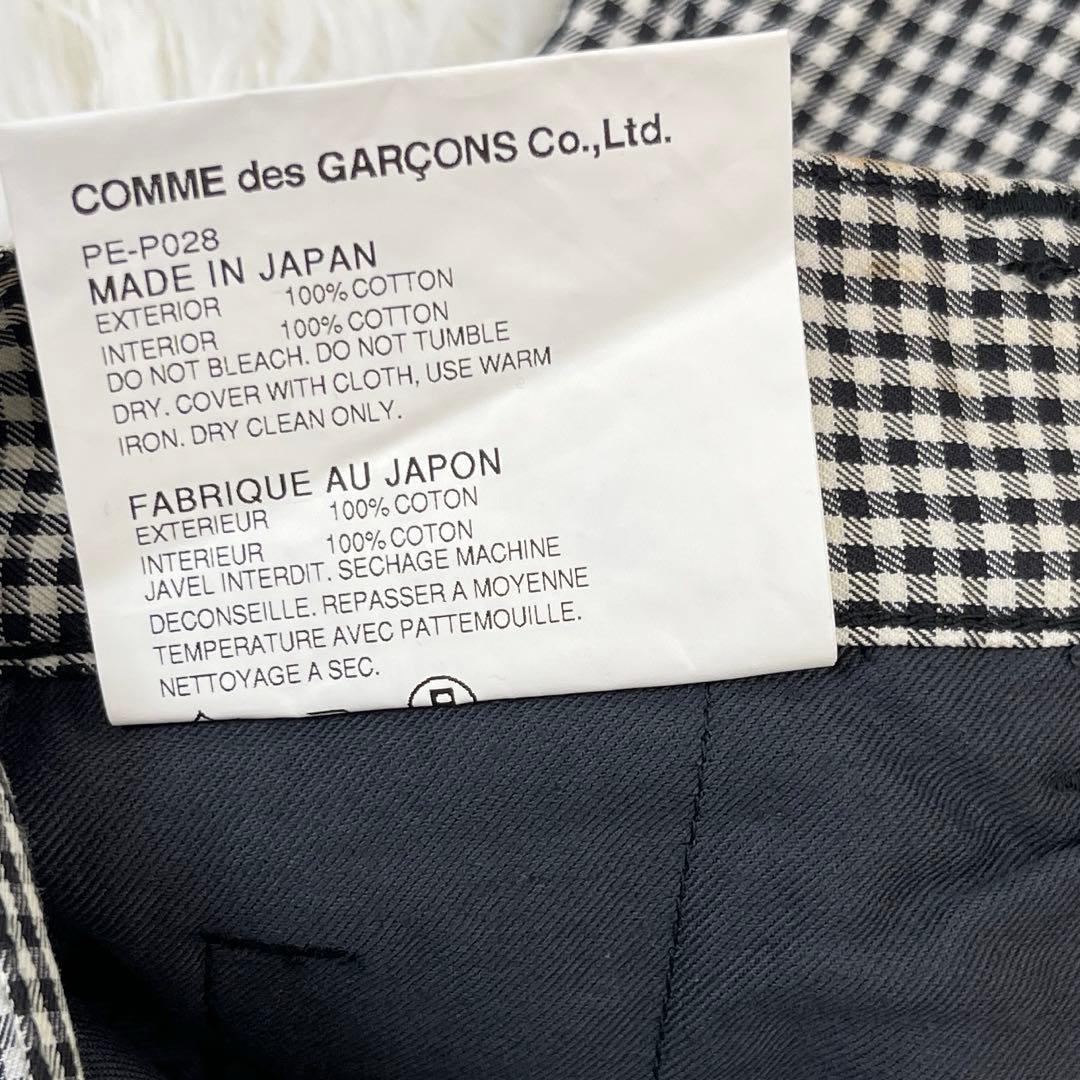 COMME des GARÇONS Co.,Ltd.
PE-P028
MADE IN JAPAN
EXTERIOR 100% COTTON
INTERIOR 100% COTTON
DO NOT BLEACH. DO NOT TUMBLE
DRY. COVER WITH CLOTH, USE WARM
IRON. DRY CLEAN ONLY.
FABRIQUE AU JAPON
EXTERIEUR 100% COTON
INTERIEUR 100% COTON
JAVEL INTERDIT. SECHAGE MACHINE
DECONSEILLE. REPASSER A MOYENNE
TEMPERATURE AVEC PATTEMOUILLE.
NETTOYAGE A SEC.